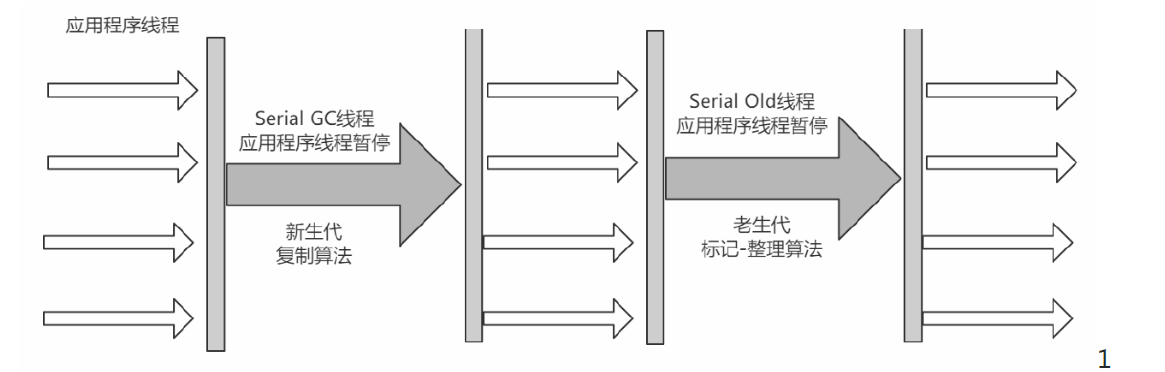 应用程序线程
Serial GC线程
应用程序线程暂停
新生代
复制算法
Serial Old线程
应用程序线程暂停
老生代
标记-整理算法
1